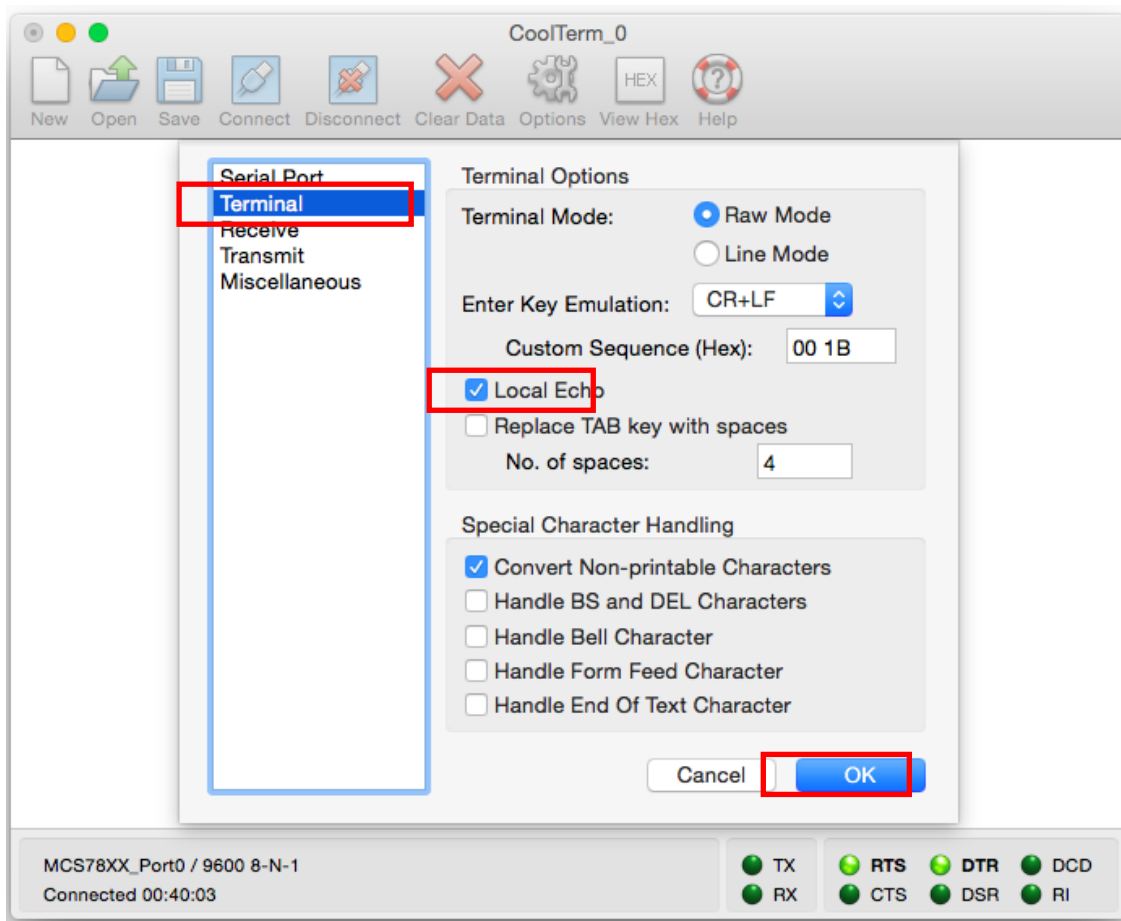 CoolTerm_0
New Open Save Connect Disconnect Clear Data Options HEX View Hex ? Help
Serial Port
Terminal
Receive
Transmit
Miscellaneous
Terminal Options
Terminal Mode: Raw Mode
Line Mode
Enter Key Emulation: CR+LF
Custom Sequence (Hex): 00 1B
Local Echo
Replace TAB key with spaces
No. of spaces: 4
Special Character Handling
Convert Non-printable Characters
Handle BS and DEL Characters
Handle Bell Character
Handle Form Feed Character
Handle End Of Text Character
Cancel OK
MCS78XX_Port0 / 9600 8-N-1
Connected 00:40:03
TX RTS DTR DCD
RX CTS DSR RI